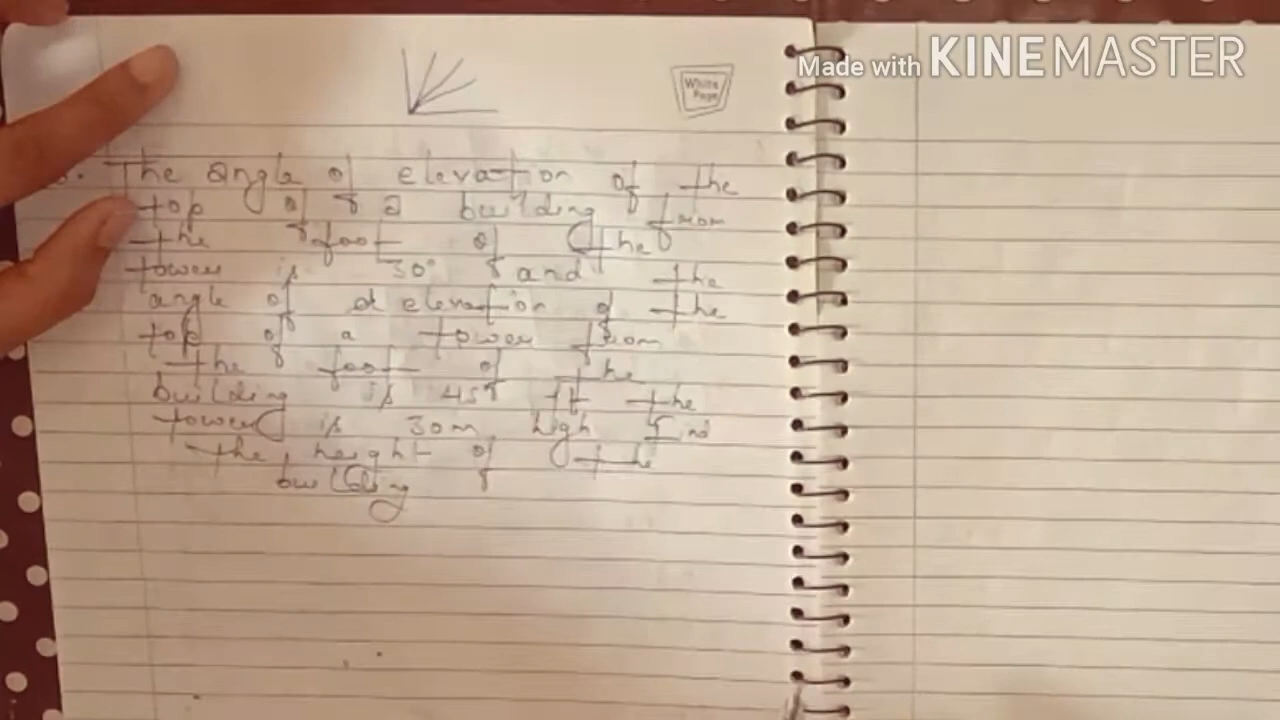 Made with KINEMASTER
White
Page
The angle of elevation of the
top of a building from
the foot of the
tower is 30° and the
angle of elevation of the
top of a tower from
the foot of the
building is 45° If the
tower is 30m high Find
the height of the
building